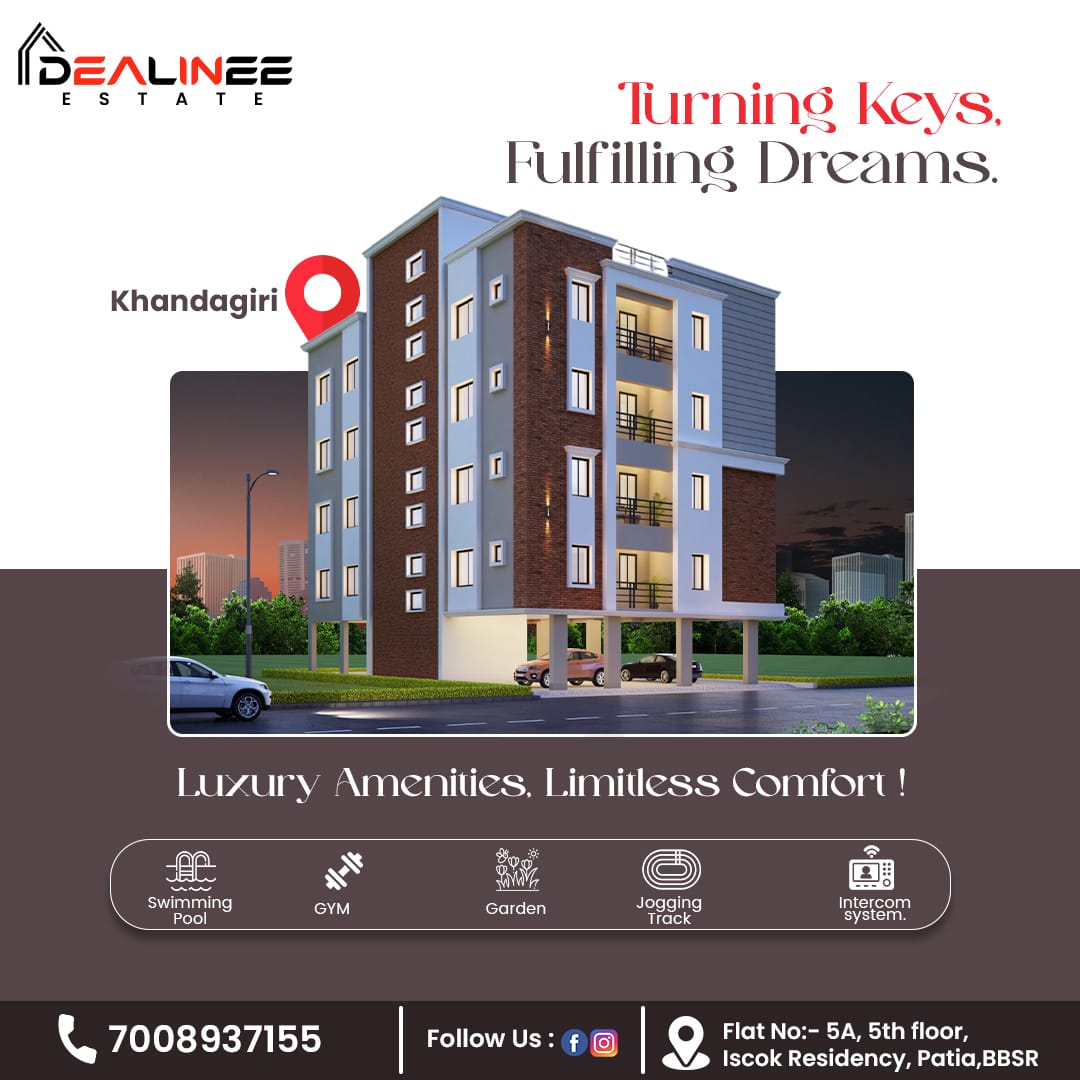 DEALINEE
ESTATE
Turning Keys,
Fulfilling Dreams.
Khandagiri
Luxury Amenities, Limitless Comfort !
Swimming
Pool
GYM
Garden
Jogging
Track
Intercom
system.
7008937155
Follow Us :
Flat No:- 5A, 5th floor,
Iscok Residency, Patia,BBSR